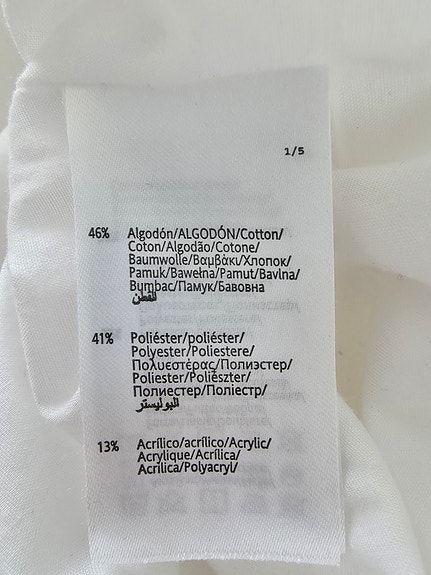 1/5
46% Algodón/ALGODÓN/Cotton/
Coton/Algodão/Cotone/
Baumwolle/Βαμβάκι/Хлопок/
Pamuk/Bawełna/Pamut/Bavlna/
Bumbac/Памук/Бавовна
القطن
41% Poliéster/poliéster/
Polyester/Poliestere/
Πολυεστέρας/Полиэстер/
Poliester/Poliészter/
Полиестер/Поліестр/
البوليستر
13% Acrílico/acrílico/Acrylic/
Acrylique/Acrílica/
Acrilica/Polyacryl/